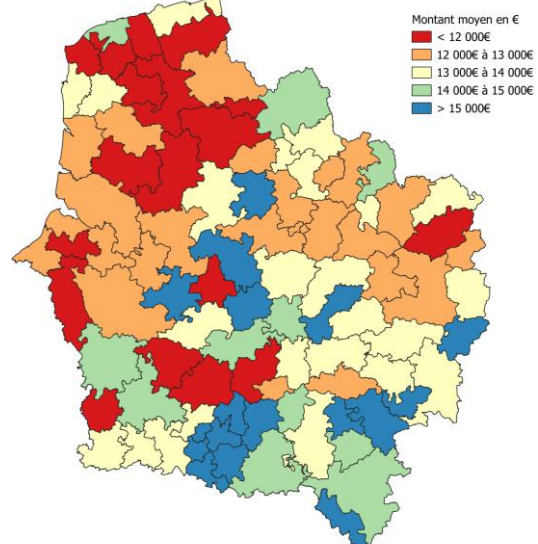 Montant moyen en €
< 12 000€
12 000€ à 13 000€
13 000€ à 14 000€
14 000€ à 15 000€
> 15 000€